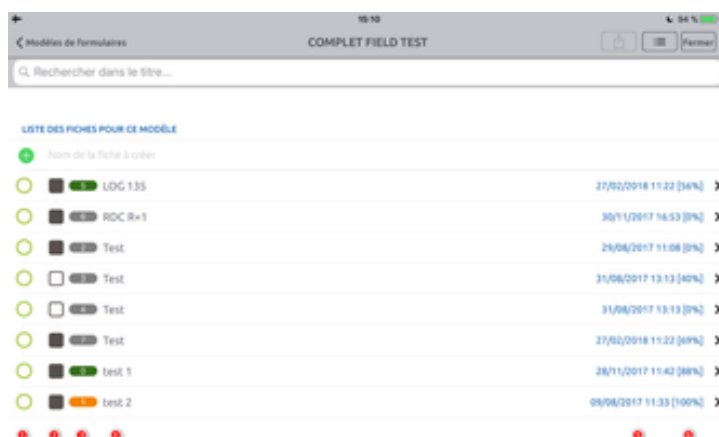 15:10 94 %
Modèles de formulaires COMPLET FIELD TEST Fermer
Rechercher dans le titre...
LISTE DES FICHES POUR CE MODÈLE
Nom de la fiche à créer
5 LOG 135 27/02/2018 11:22 [56%]
RDC R+1 30/11/2017 16:53 [0%]
Test 29/08/2017 11:08 [0%]
Test 31/08/2017 13:13 [40%]
Test 31/08/2017 13:13 [0%]
Test 27/02/2018 11:22 [69%]
test 1 28/11/2017 11:42 [88%]
1 test 2 09/08/2017 11:33 [100%]